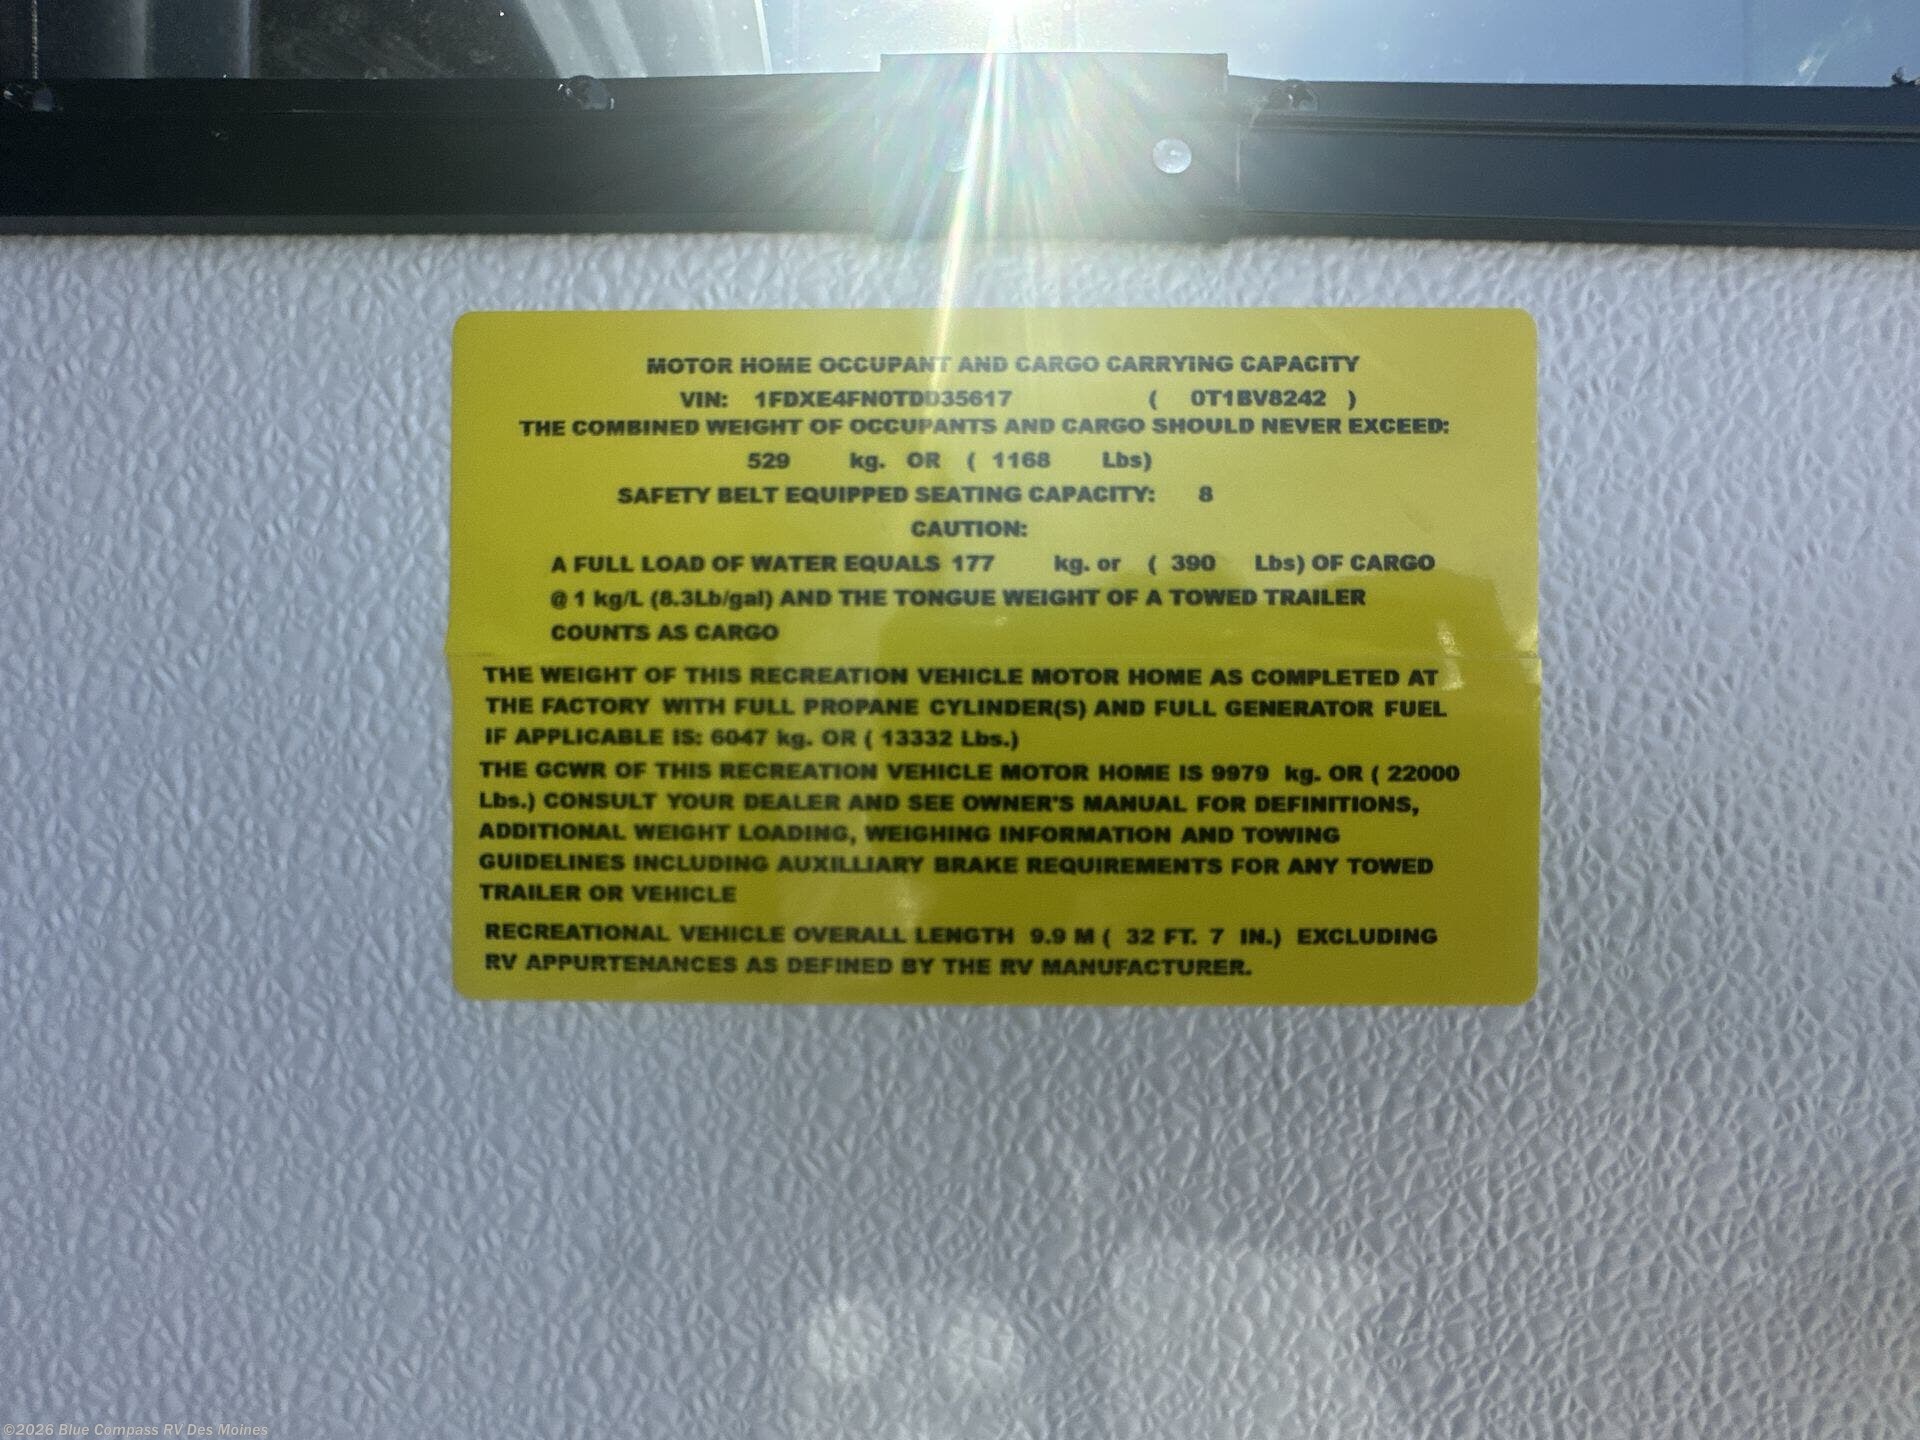 MOTOR HOME OCCUPANT AND CARGO CARRYING CAPACITY
VIN: 1FDXE4FN0TDD35617 ( 0T1BV8242 )
THE COMBINED WEIGHT OF OCCUPANTS AND CARGO SHOULD NEVER EXCEED:
529 kg. OR ( 1168 Lbs)
SAFETY BELT EQUIPPED SEATING CAPACITY: 8
CAUTION:
A FULL LOAD OF WATER EQUALS 177 kg. or ( 390 Lbs) OF CARGO
@ 1 kg/L (8.3Lb/gal) AND THE TONGUE WEIGHT OF A TOWED TRAILER
COUNTS AS CARGO
THE WEIGHT OF THIS RECREATION VEHICLE MOTOR HOME AS COMPLETED AT
THE FACTORY WITH FULL PROPANE CYLINDER(S) AND FULL GENERATOR FUEL
IF APPLICABLE IS: 6047 kg. OR ( 13332 Lbs.)
THE GCWR OF THIS RECREATION VEHICLE MOTOR HOME IS 9979 kg. OR ( 22000
Lbs.) CONSULT YOUR DEALER AND SEE OWNER'S MANUAL FOR DEFINITIONS,
ADDITIONAL WEIGHT LOADING, WEIGHING INFORMATION AND TOWING
GUIDELINES INCLUDING AUXILLIARY BRAKE REQUIREMENTS FOR ANY TOWED
TRAILER OR VEHICLE
RECREATIONAL VEHICLE OVERALL LENGTH 9.9 M ( 32 FT. 7 IN.) EXCLUDING
RV APPURTENANCES AS DEFINED BY THE RV MANUFACTURER.
©2026 Blue Compass RV Des Moines